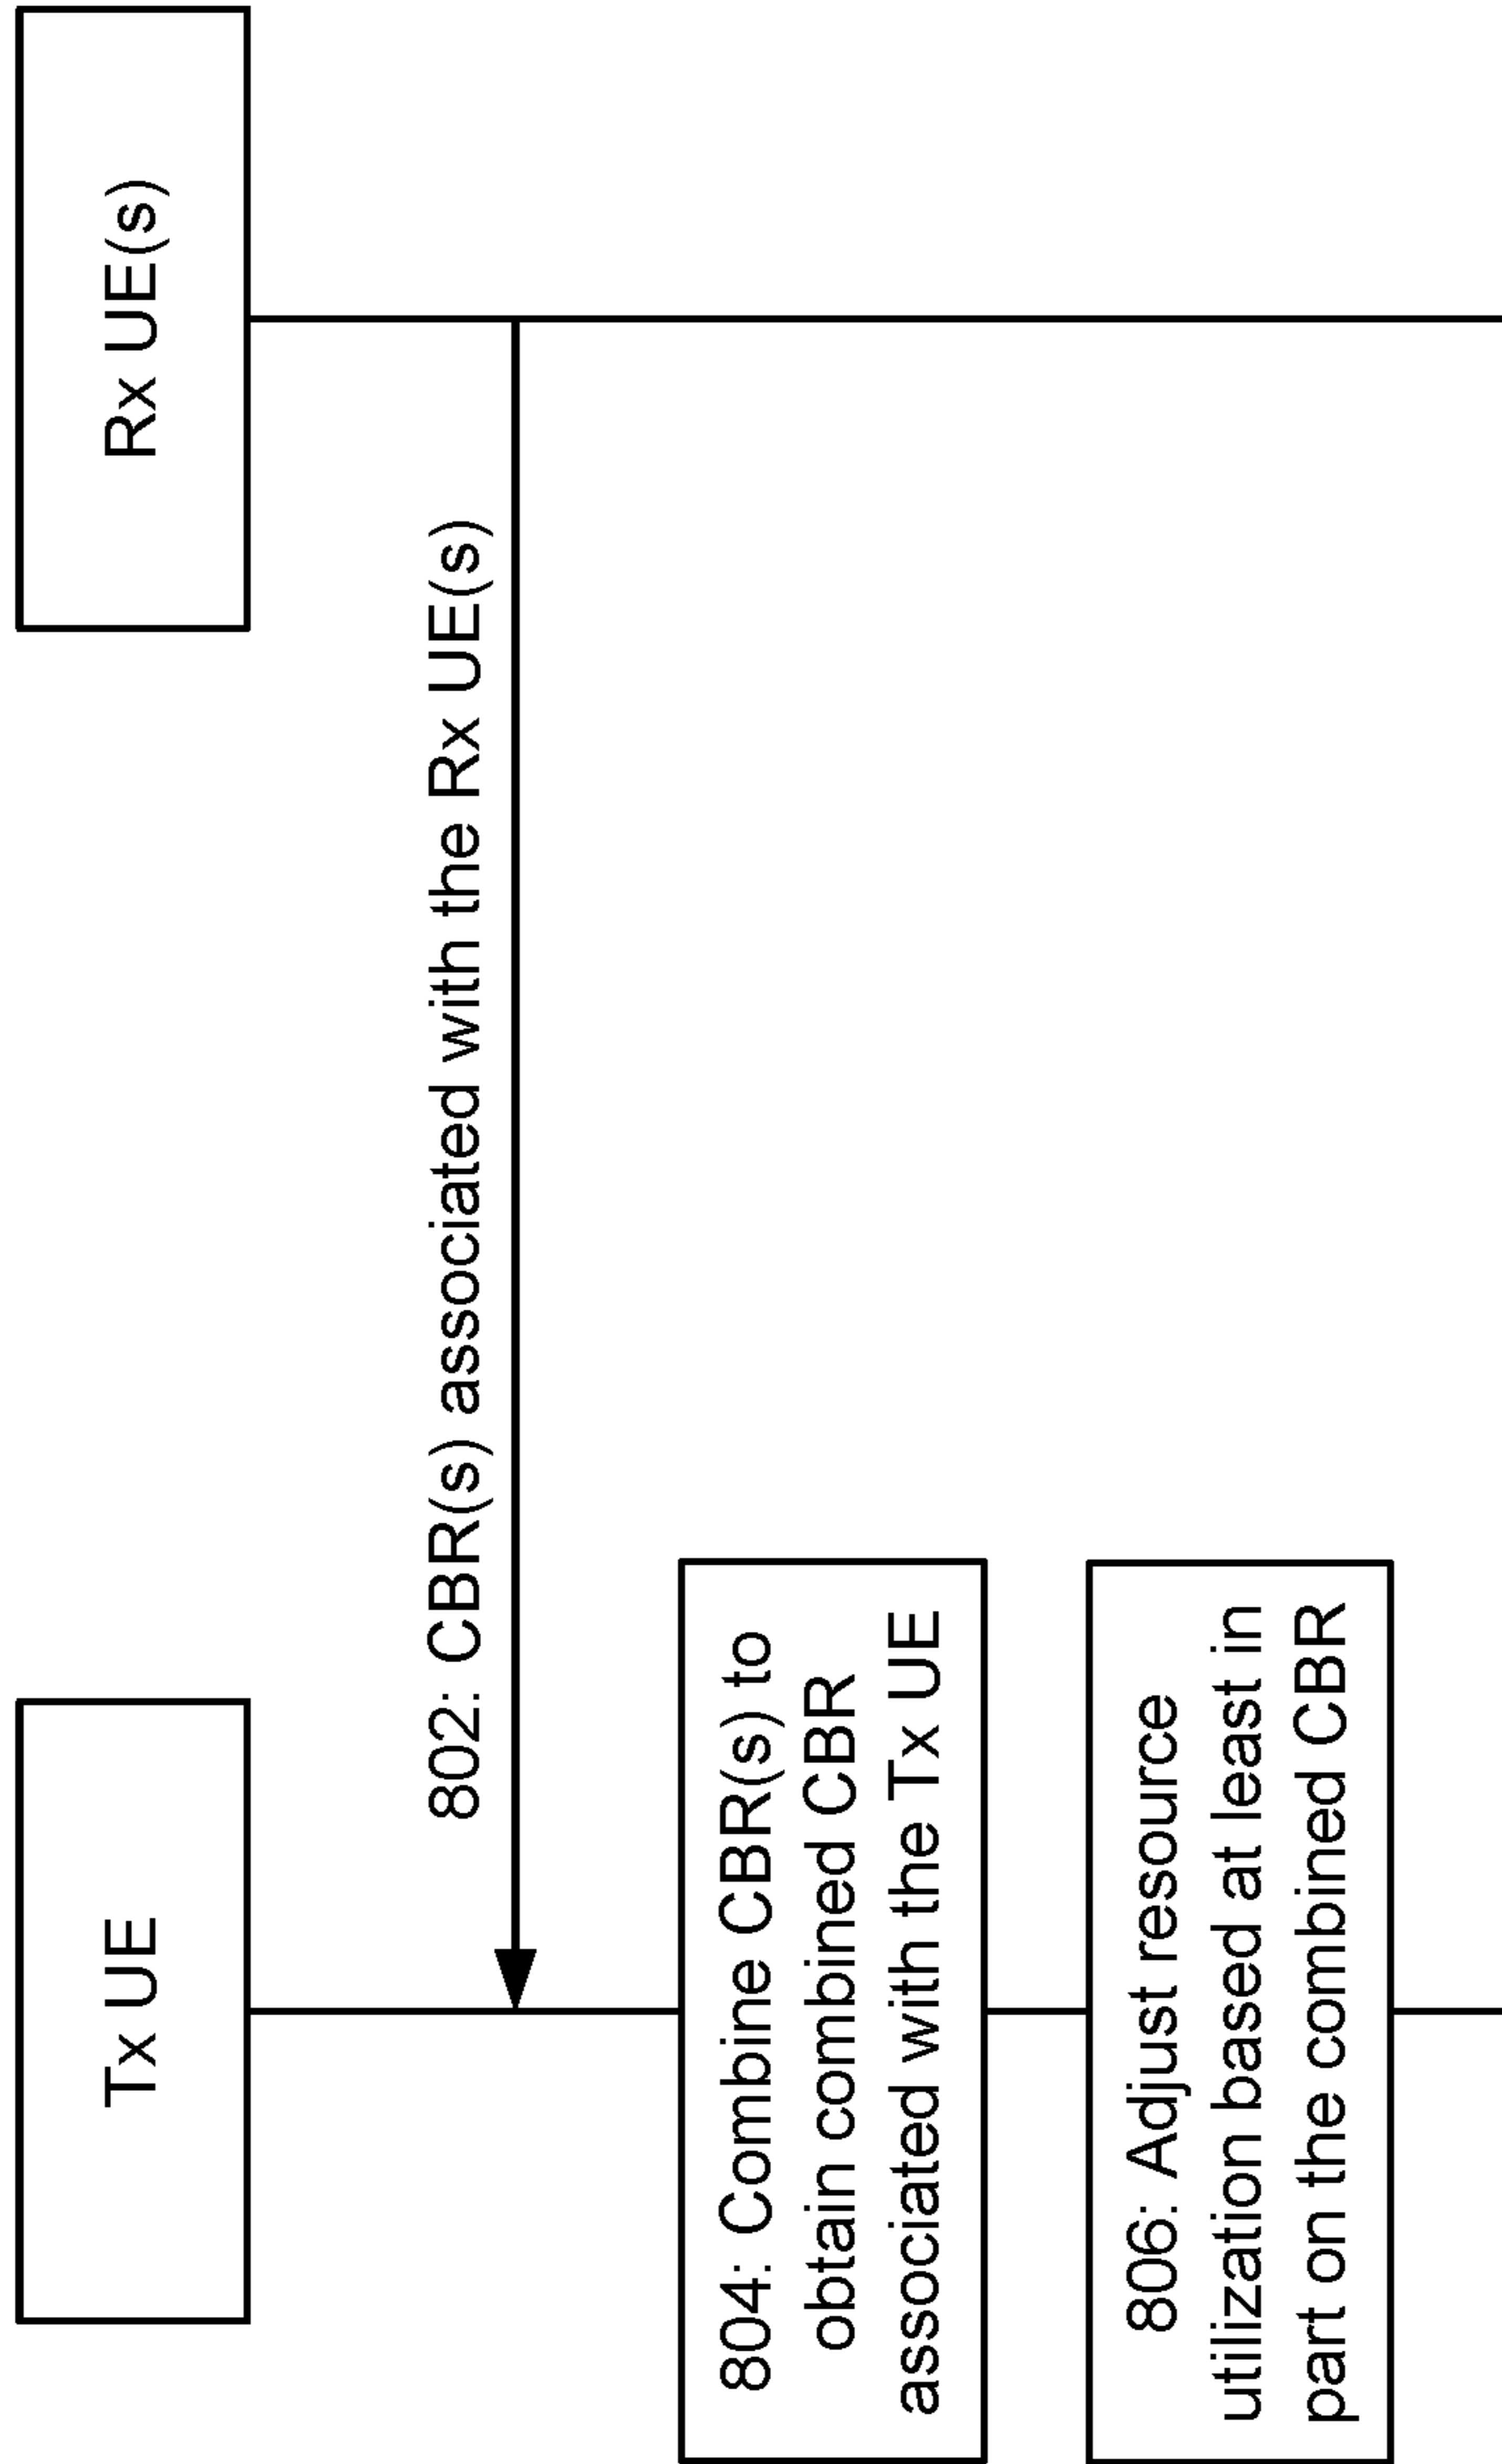 Tx UE
Rx UE(s)
802: CBR(s) associated with the Rx UE(s)
804: Combine CBR(s) to
obtain combined CBR
associated with the Tx UE
806: Adjust resource
utilization based at least in
part on the combined CBR